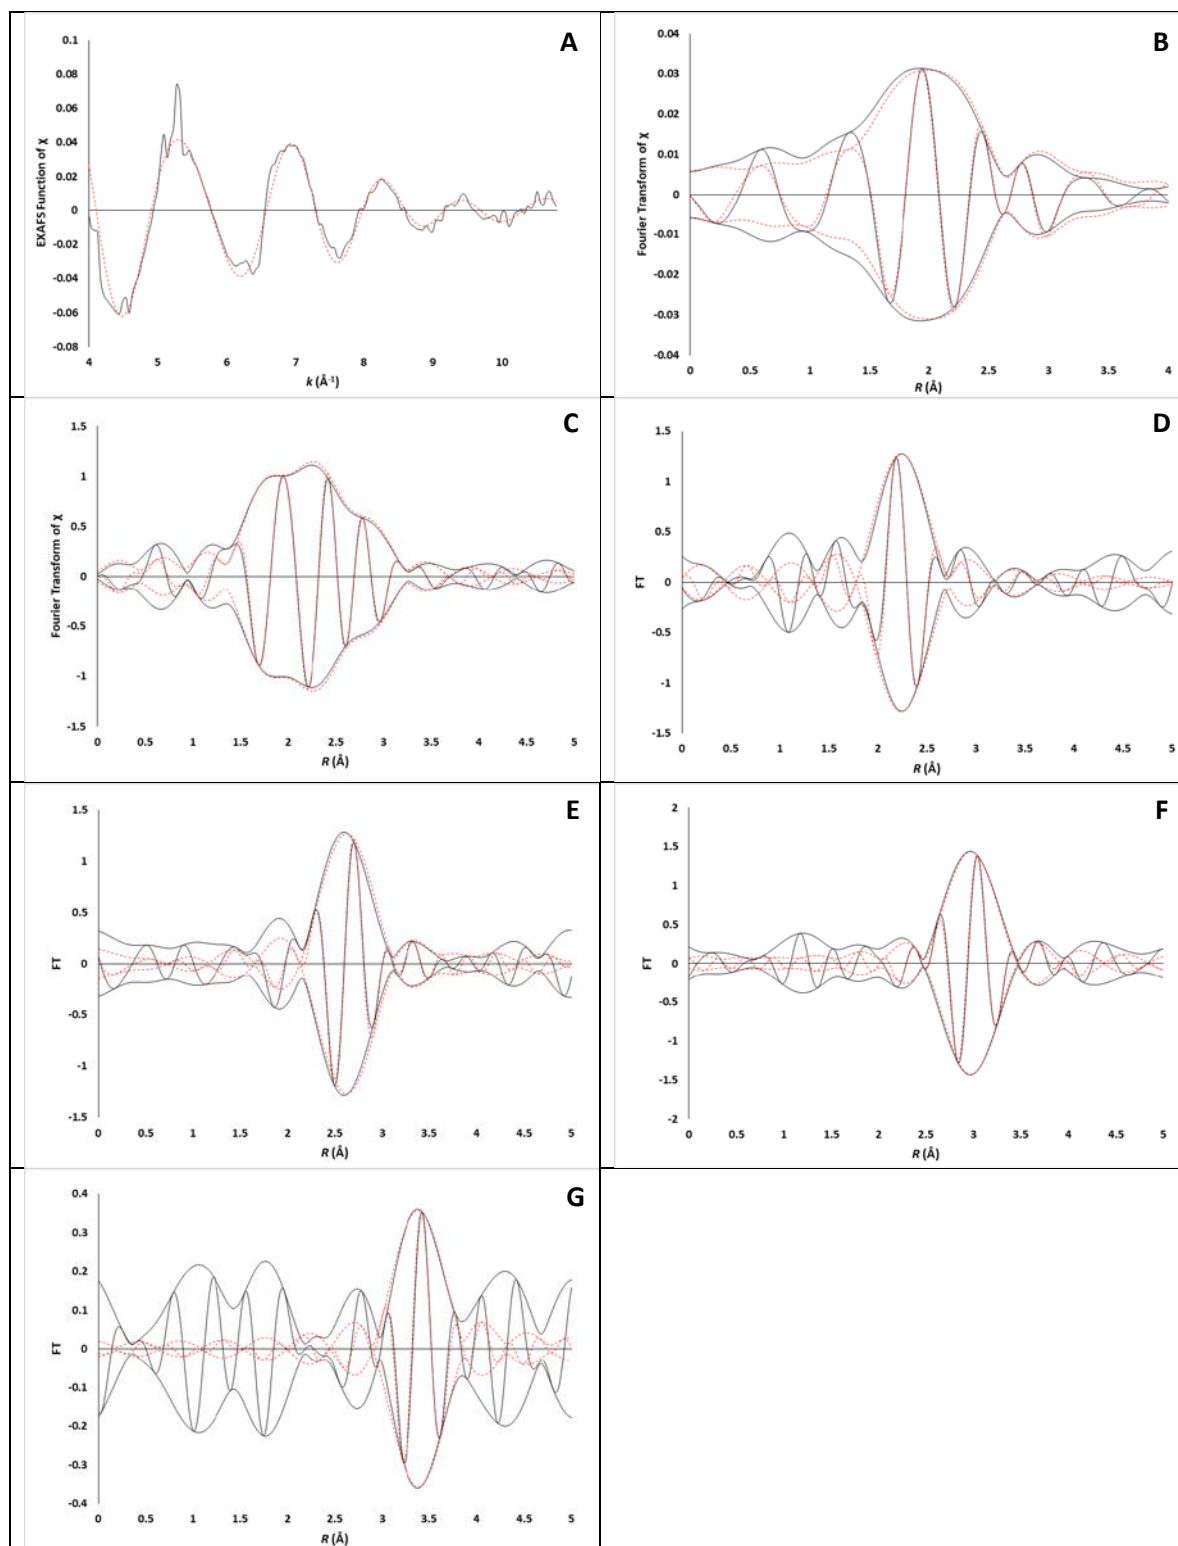 A
0.1
0.08
0.06
0.04
0.02
0
-0.02
-0.04
-0.06
-0.08
EXAFS Function of χ
4 5 6 7 8 9 10
k (Å-1)
B
0.04
0.03
0.02
0.01
0
-0.01
-0.02
-0.03
-0.04
Fourier Transform of χ
0 0.5 1 1.5 2 2.5 3 3.5 4
R (Å)
C
1.5
1
0.5
0
-0.5
-1
-1.5
Fourier Transform of χ
0 0.5 1 1.5 2 2.5 3 3.5 4 4.5 5
R (Å)
D
1.5
1
0.5
0
-0.5
-1
-1.5
FT
0 0.5 1 1.5 2 2.5 3 3.5 4 4.5 5
R (Å)
E
1.5
1
0.5
0
-0.5
-1
-1.5
FT
0 0.5 1 1.5 2 2.5 3 3.5 4 4.5 5
R (Å)
F
2
1.5
1
0.5
0
-0.5
-1
-1.5
-2
FT
0 0.5 1 1.5 2 2.5 3 3.5 4 4.5 5
R (Å)
G
0.4
0.3
0.2
0.1
0
-0.1
-0.2
-0.3
-0.4
FT
0 0.5 1 1.5 2 2.5 3 3.5 4 4.5 5
R (Å)